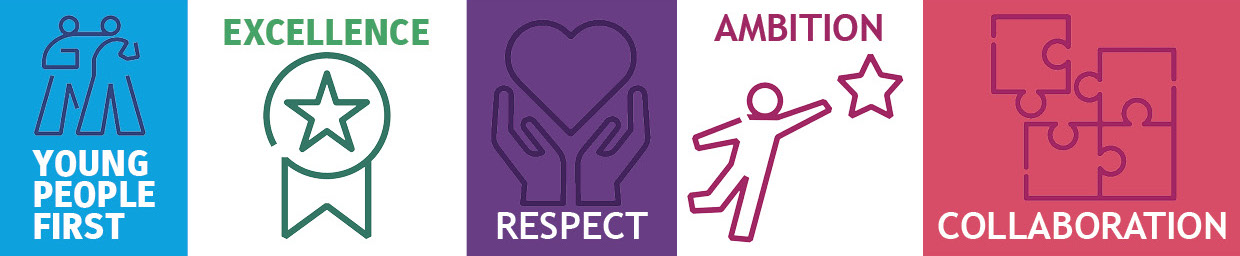 YOUNG
PEOPLE
FIRST
EXCELLENCE
RESPECT
AMBITION
COLLABORATION